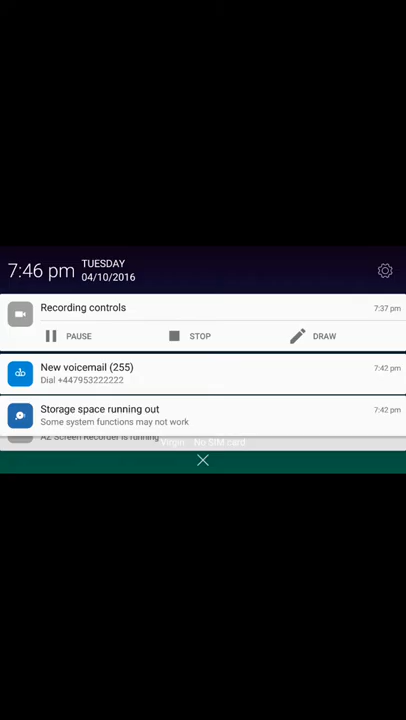 7:46 pm TUESDAY
04/10/2016
Recording controls 7:37 pm
PAUSE STOP DRAW
New voicemail (255) 7:42 pm
Dial +447953222222
Storage space running out 7:42 pm
Some system functions may not work
AZ Screen Recorder is running
Virgin No SIM card